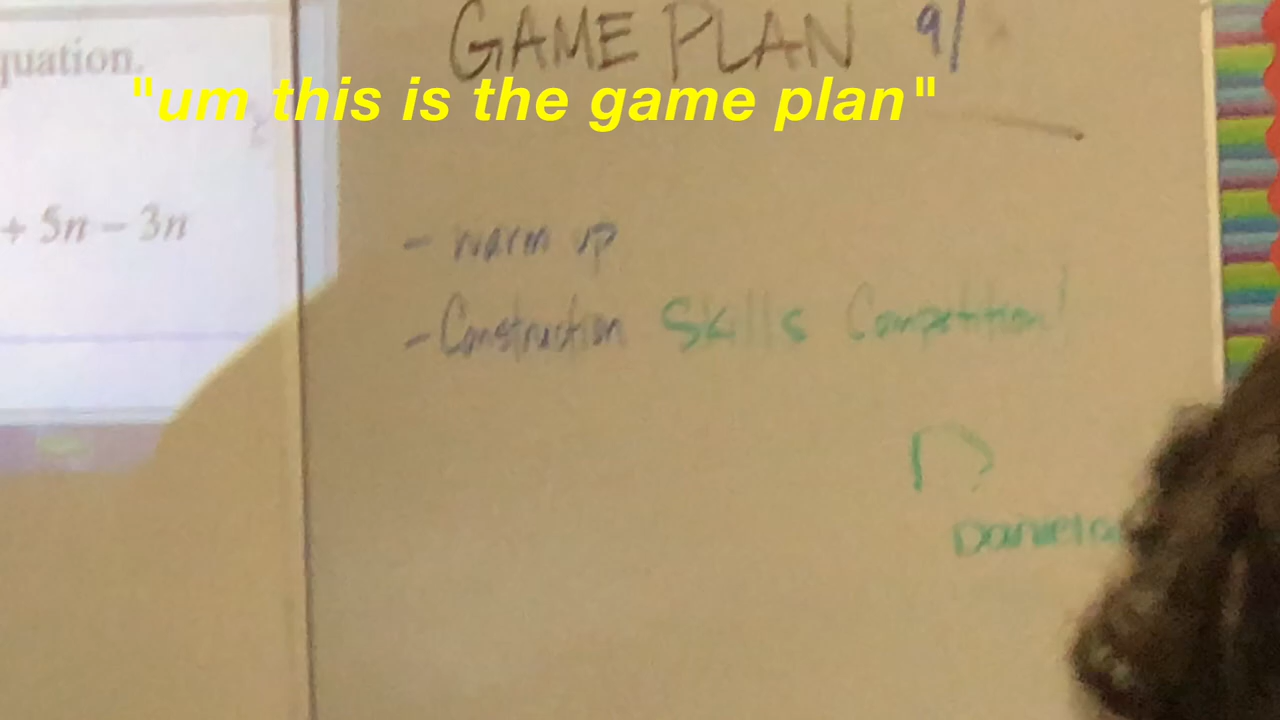 GAME PLAN 9/
quation.
"um this is the game plan"
+ 5n - 3n
- warm up
- Construction Skills Competition!
D